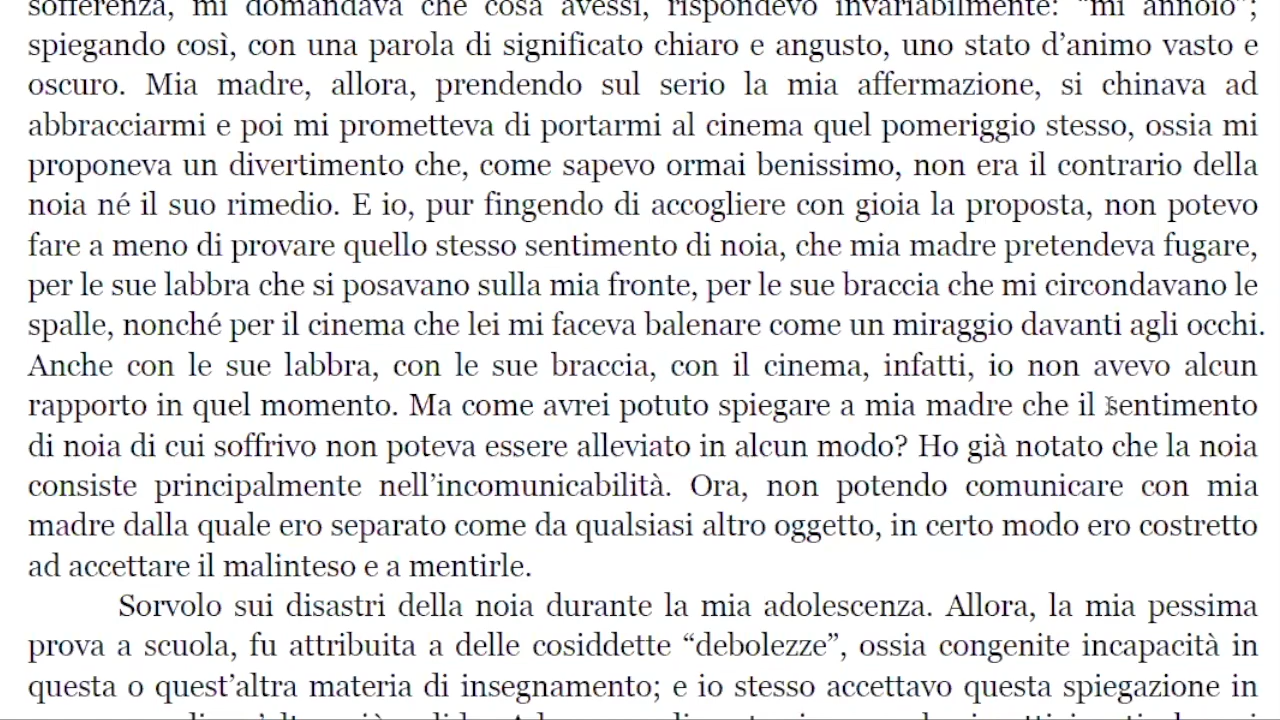 sofferenza, mi domandava che cosa avessi, rispondevo invariabilmente: “mi annoio”;
spiegando così, con una parola di significato chiaro e angusto, uno stato d’animo vasto e
oscuro. Mia madre, allora, prendendo sul serio la mia affermazione, si chinava ad
abbracciarmi e poi mi prometteva di portarmi al cinema quel pomeriggio stesso, ossia mi
proponeva un divertimento che, come sapevo ormai benissimo, non era il contrario della
noia né il suo rimedio. E io, pur fingendo di accogliere con gioia la proposta, non potevo
fare a meno di provare quello stesso sentimento di noia, che mia madre pretendeva fugare,
per le sue labbra che si posavano sulla mia fronte, per le sue braccia che mi circondavano le
spalle, nonché per il cinema che lei mi faceva balenare come un miraggio davanti agli occhi.
Anche con le sue labbra, con le sue braccia, con il cinema, infatti, io non avevo alcun
rapporto in quel momento. Ma come avrei potuto spiegare a mia madre che il sentimento
di noia di cui soffrivo non poteva essere alleviato in alcun modo? Ho già notato che la noia
consiste principalmente nell’incomunicabilità. Ora, non potendo comunicare con mia
madre dalla quale ero separato come da qualsiasi altro oggetto, in certo modo ero costretto
ad accettare il malinteso e a mentirle.
Sorvolo sui disastri della noia durante la mia adolescenza. Allora, la mia pessima
prova a scuola, fu attribuita a delle cosiddette “debolezze”, ossia congenite incapacità in
questa o quest’altra materia di insegnamento; e io stesso accettavo questa spiegazione in